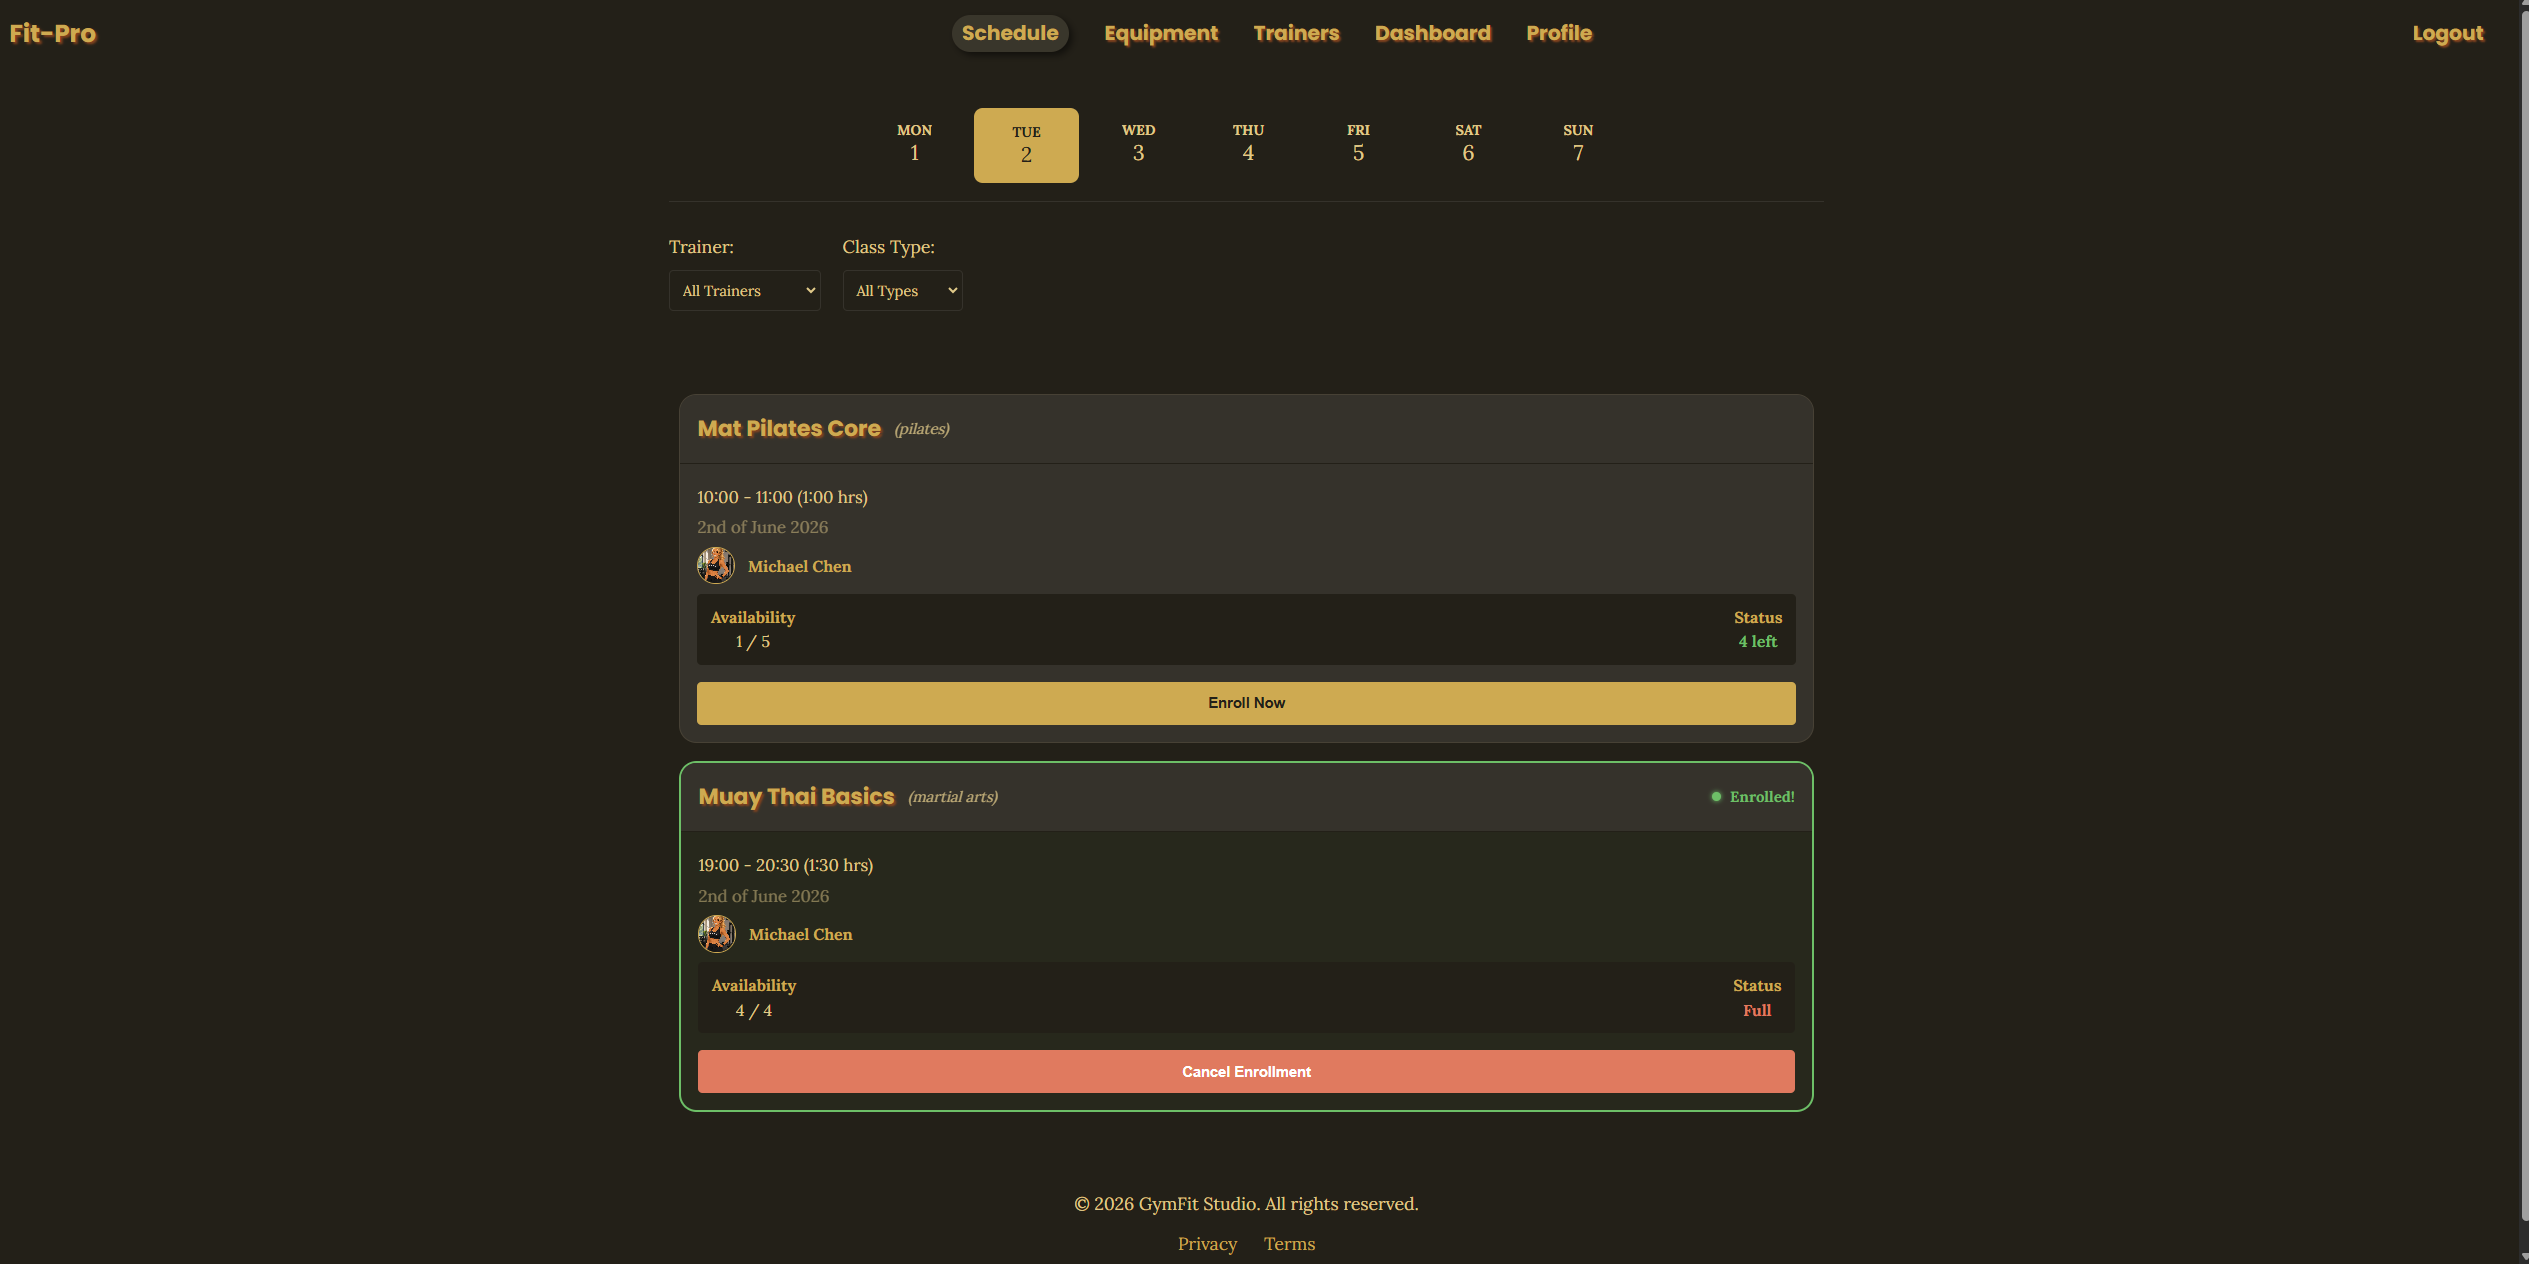 Fit-Pro
Schedule Equipment Trainers Dashboard Profile
Logout
MON TUE WED THU FRI SAT SUN
1 2 3 4 5 6 7
Trainer: Class Type:
All Trainers All Types
Mat Pilates Core (pilates)
10:00 - 11:00 (1:00 hrs)
2nd of June 2026
Michael Chen
Availability Status
1 / 5 4 left
Enroll Now
Muay Thai Basics (martial arts) Enrolled!
19:00 - 20:30 (1:30 hrs)
2nd of June 2026
Michael Chen
Availability Status
4 / 4 Full
Cancel Enrollment
© 2026 GymFit Studio. All rights reserved.
Privacy Terms